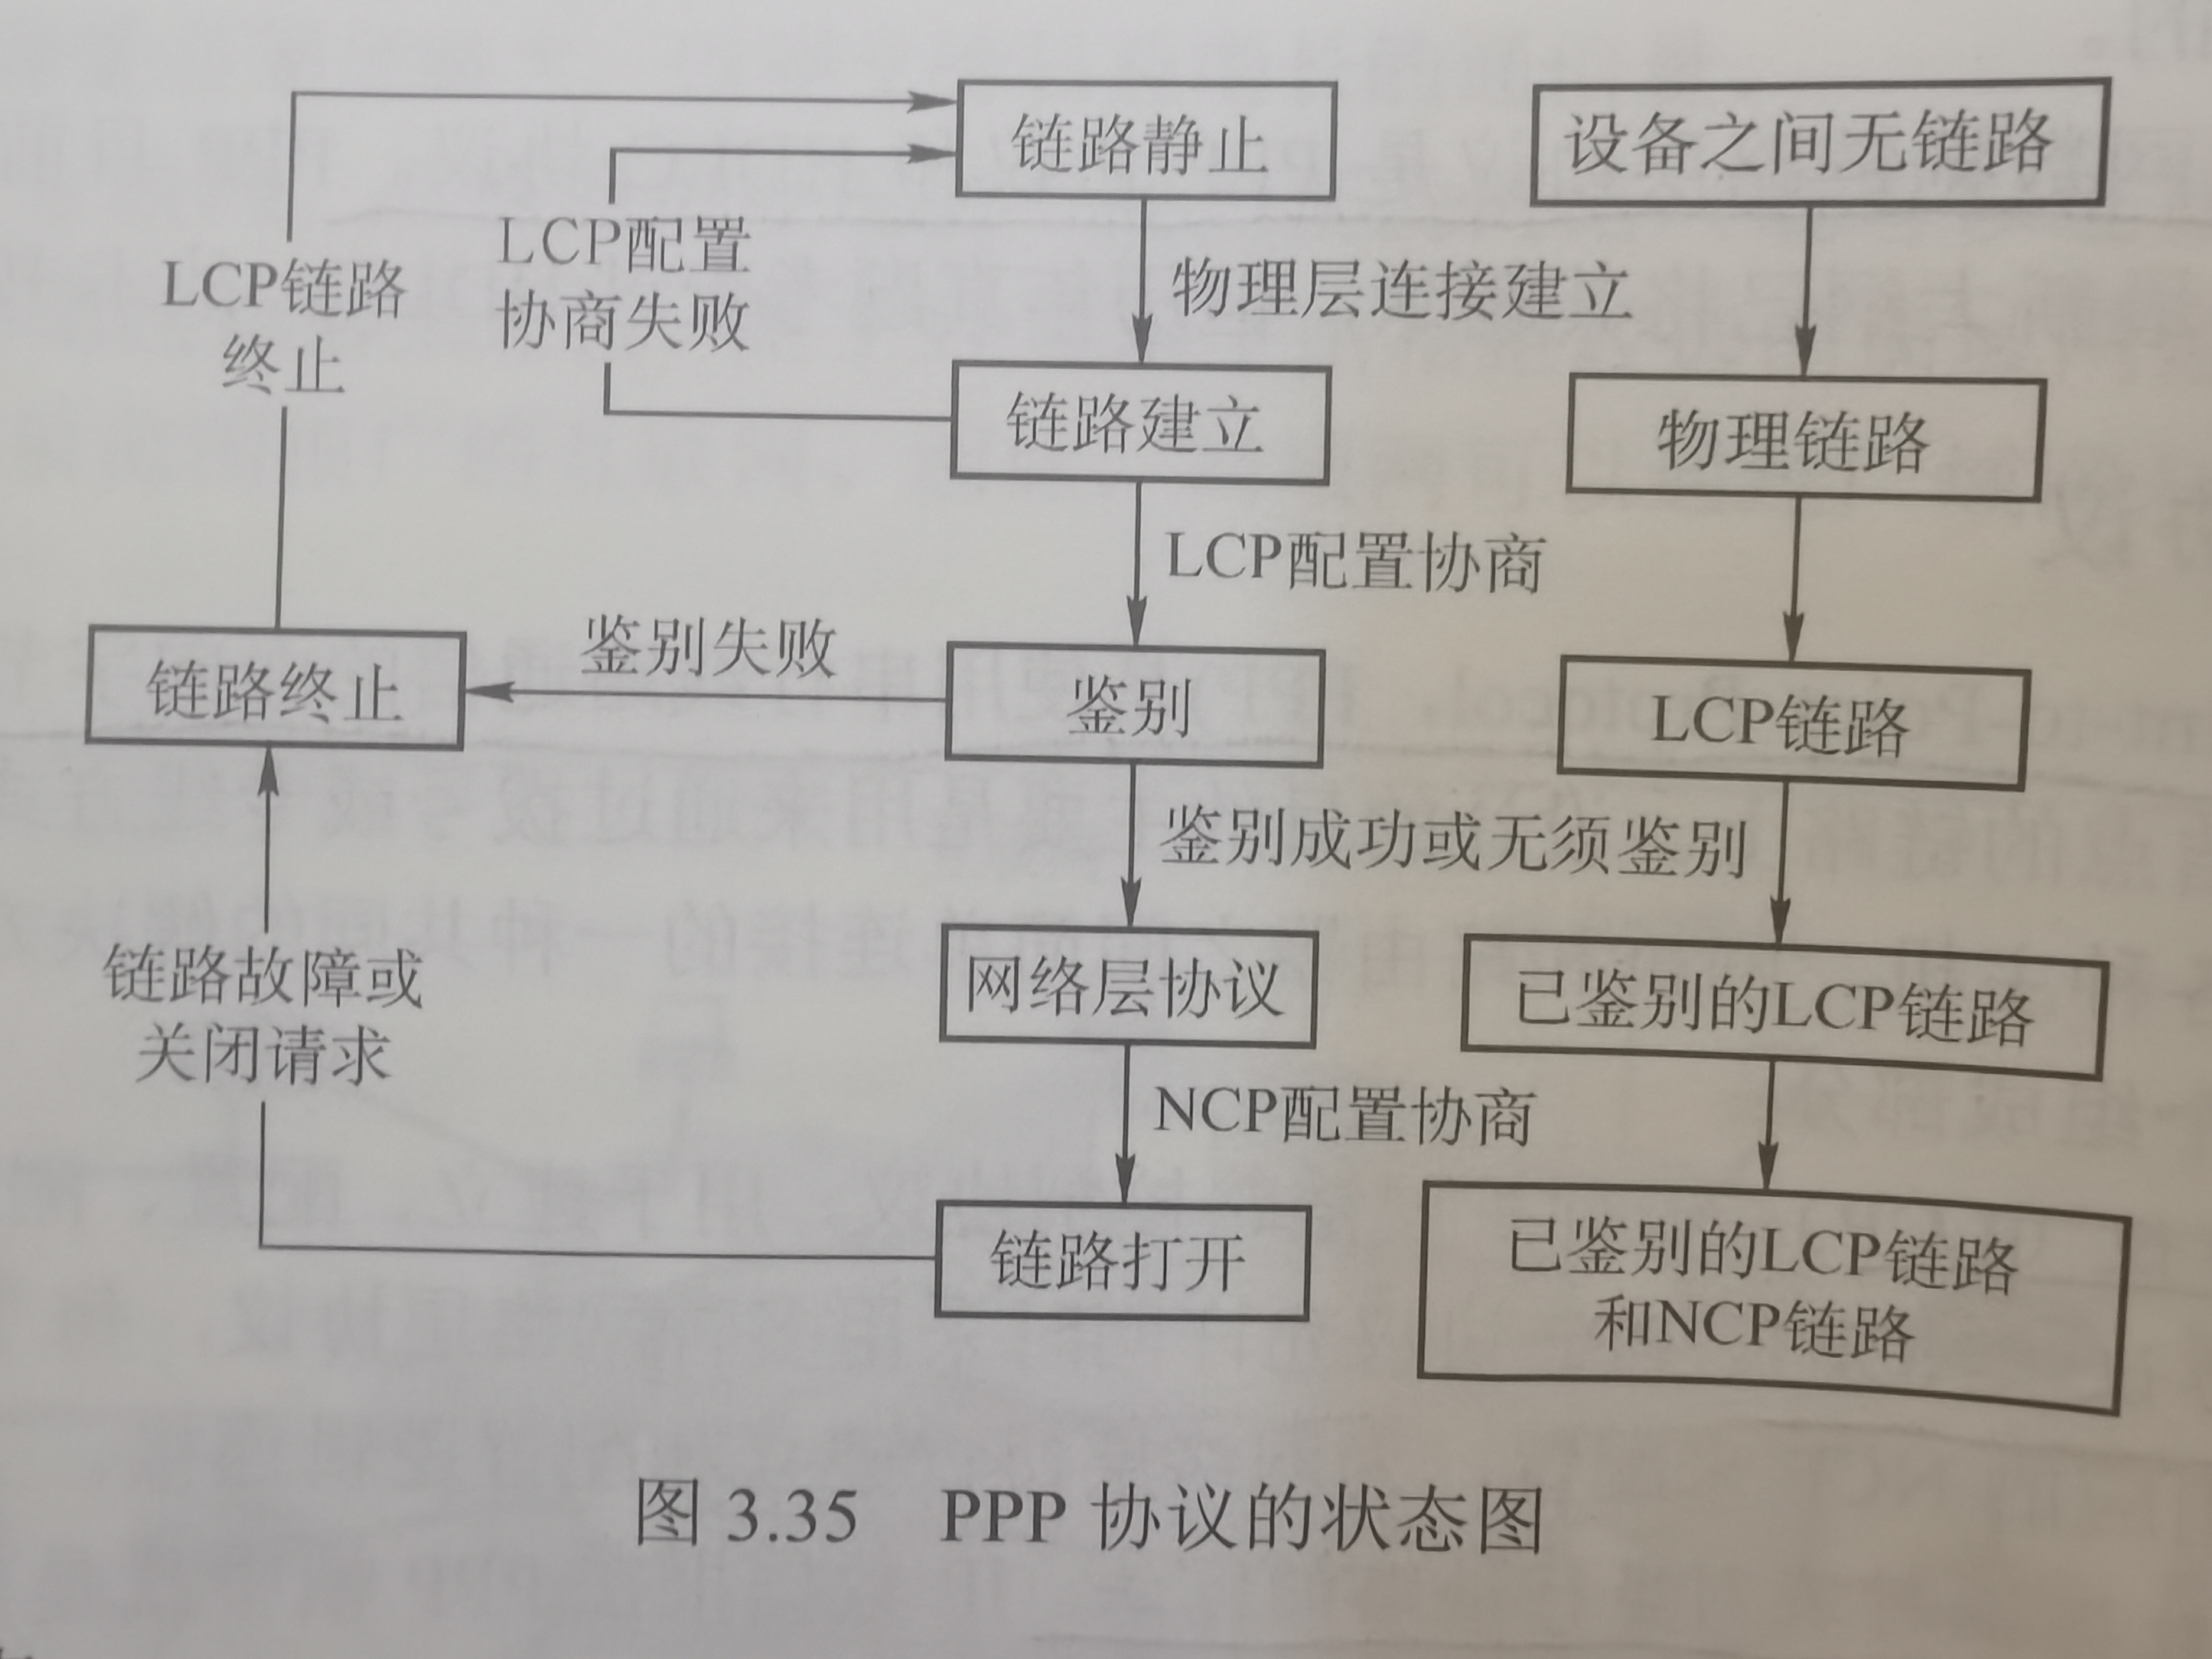 链路静止
设备之间无链路
LCP配置
协商失败
LCP链路
终止
物理层连接建立
链路建立
物理链路
LCP配置协商
鉴别失败
链路终止
鉴别
LCP链路
鉴别成功或无须鉴别
链路故障或
关闭请求
网络层协议
已鉴别的LCP链路
NCP配置协商
链路打开
已鉴别的LCP链路
和NCP链路
图 3.35 PPP 协议的状态图